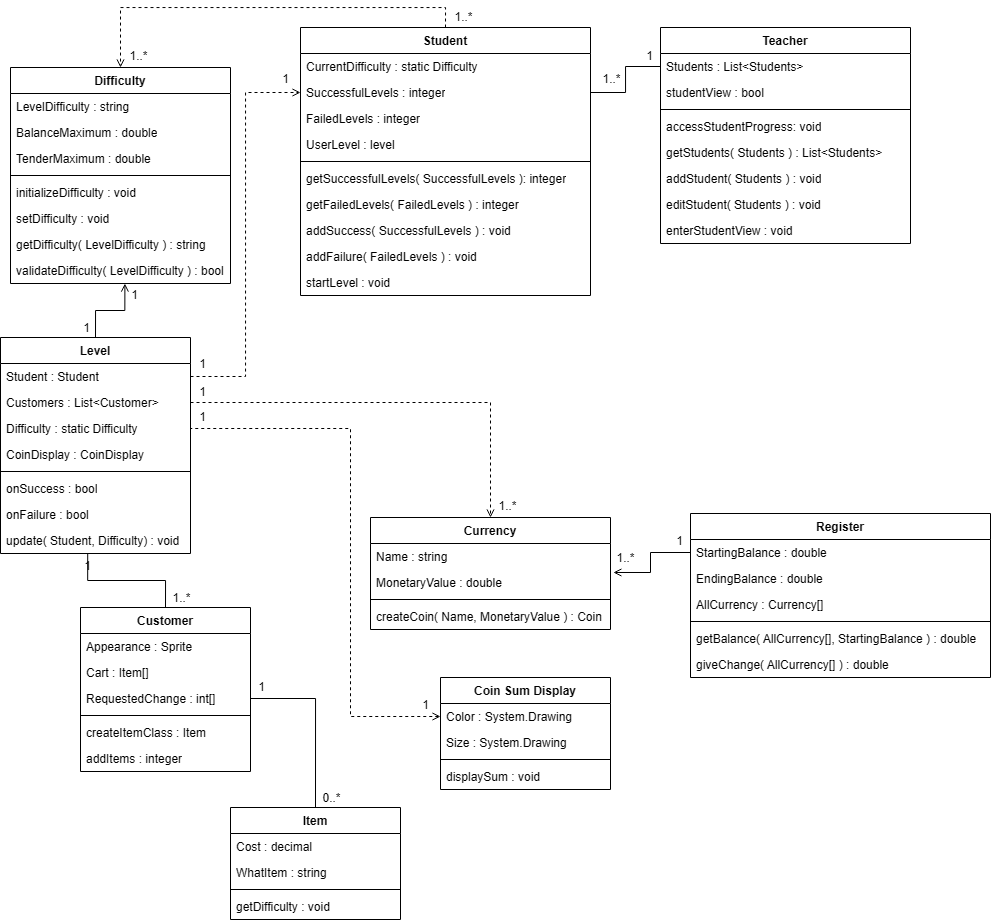 1..*
1..*
Difficulty
LevelDifficulty : string
BalanceMaximum : double
TenderMaximum : double
initializeDifficulty : void
setDifficulty : void
getDifficulty( LevelDifficulty ) : string
validateDifficulty( LevelDifficulty ) : bool
1
1
Student
CurrentDifficulty : static Difficulty
SuccessfulLevels : integer
FailedLevels : integer
UserLevel : level
getSuccessfulLevels( SuccessfulLevels ): integer
getFailedLevels( FailedLevels ) : integer
addSuccess( SuccessfulLevels ) : void
addFailure( FailedLevels ) : void
startLevel : void
1
1..*
1
Teacher
Students : List<Students>
studentView : bool
accessStudentProgress: void
getStudents( Students ) : List<Students>
addStudent( Students ) : void
editStudent( Students ) : void
enterStudentView : void
Level
Student : Student
Customers : List<Customer>
Difficulty : static Difficulty
CoinDisplay : CoinDisplay
onSuccess : bool
onFailure : bool
update( Student, Difficulty) : void
1
1
1
1
1..*
1..*
Currency
Name : string
MonetaryValue : double
createCoin( Name, MonetaryValue ) : Coin
1..*
1
Register
StartingBalance : double
EndingBalance : double
AllCurrency : Currency[]
getBalance( AllCurrency[], StartingBalance ) : double
giveChange( AllCurrency[] ) : double
Customer
Appearance : Sprite
Cart : Item[]
RequestedChange : int[]
createItemClass : Item
addItems : integer
1
1
Coin Sum Display
Color : System.Drawing
Size : System.Drawing
displaySum : void
0..*
Item
Cost : decimal
WhatItem : string
getDifficulty : void